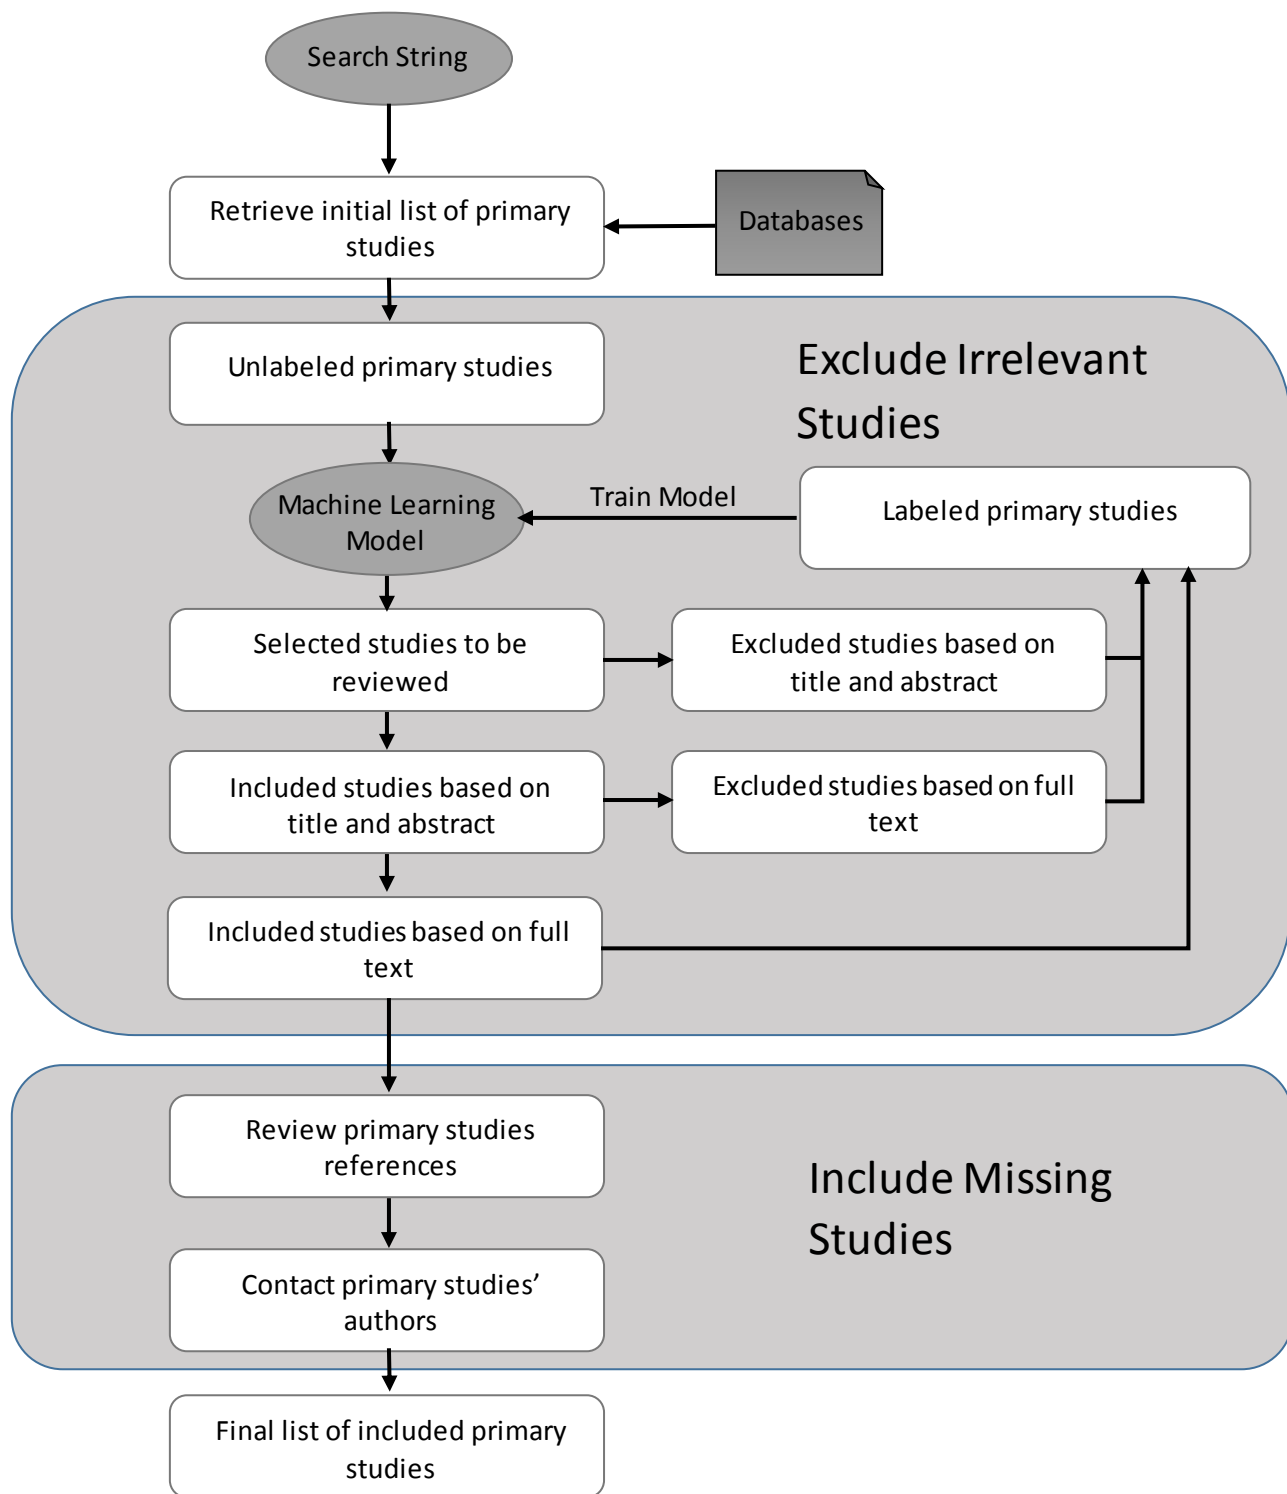 Search String
Retrieve initial list of primary
studies
Databases
Unlabeled primary studies
Exclude Irrelevant
Studies
Machine Learning
Model
Train Model
Labeled primary studies
Selected studies to be
reviewed
Excluded studies based on
title and abstract
Included studies based on
title and abstract
Excluded studies based on full
text
Included studies based on full
text
Review primary studies
references
Include Missing
Studies
Contact primary studies’
authors
Final list of included primary
studies